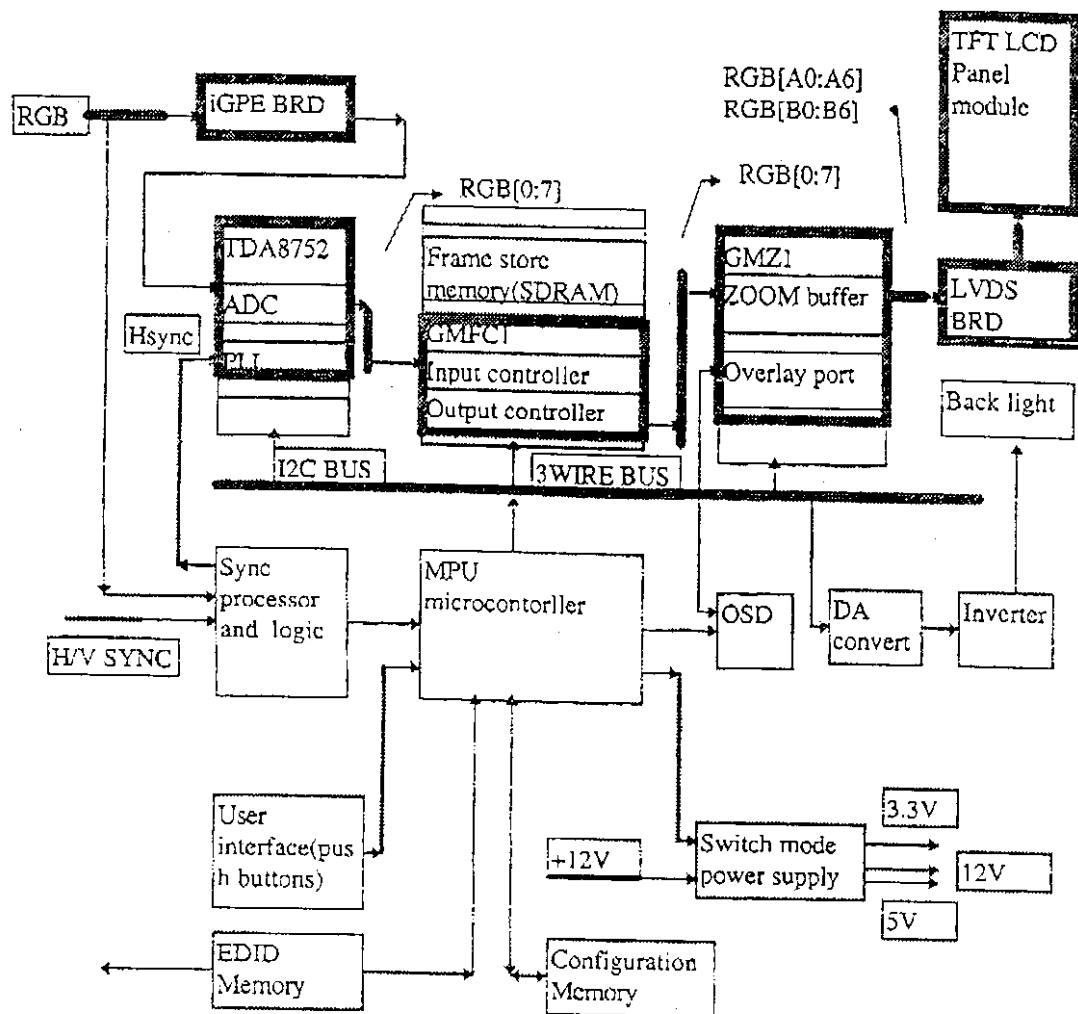 TFT LCD
Panel
module
RGB[A0:A6]
RGB[B0:B6]
RGB
iGPE BRD
RGB[0:7]
RGB[0:7]
TDA8752
ADC
PLL
Hsync
Frame store
memory(SDRAM)
GMFC1
Input controller
Output controller
GMZ1
ZOOM buffer
Overlay port
LVDS
BRD
Back light
I2C BUS
3WIRE BUS
Sync
processor
and logic
H/V SYNC
MPU
microcontorller
OSD
DA
convert
Inverter
User
interface(pus
h buttons)
+12V
Switch mode
power supply
3.3V
12V
5V
EDID
Memory
Configuration
Memory